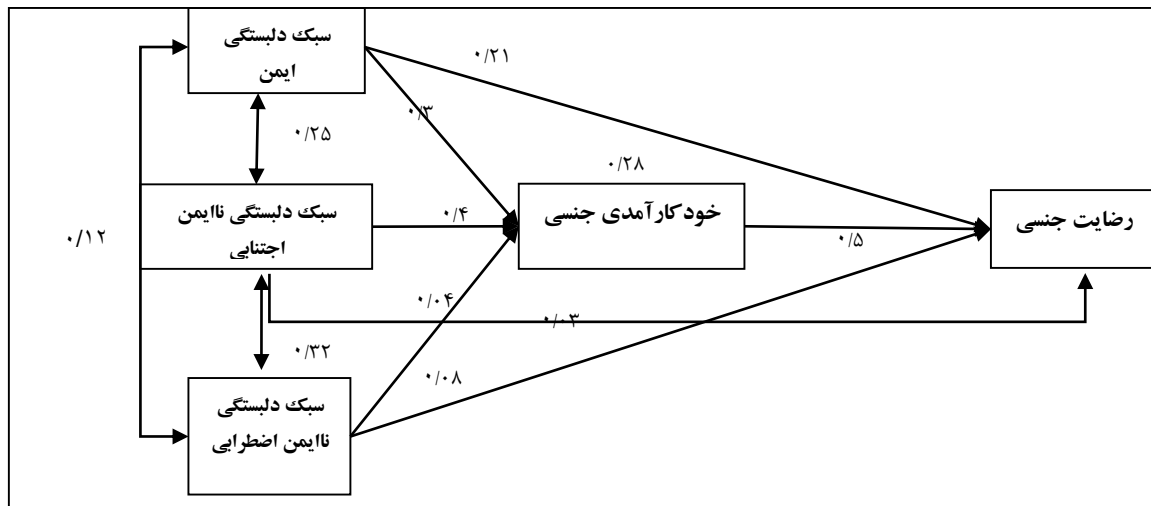 سبک دلبستگی
ایمن
۰/۲۱
۰/۳
۰/۲۵
۰/۲۸
سبک دلبستگی ناایمن
اجتنابی
۰/۴
خودکارآمدی جنسی
۰/۵
رضایت جنسی
۰/۱۲
۰/۰۴
۰/۰۳
۰/۳۲
۰/۰۸
سبک دلبستگی
ناایمن اضطرابی